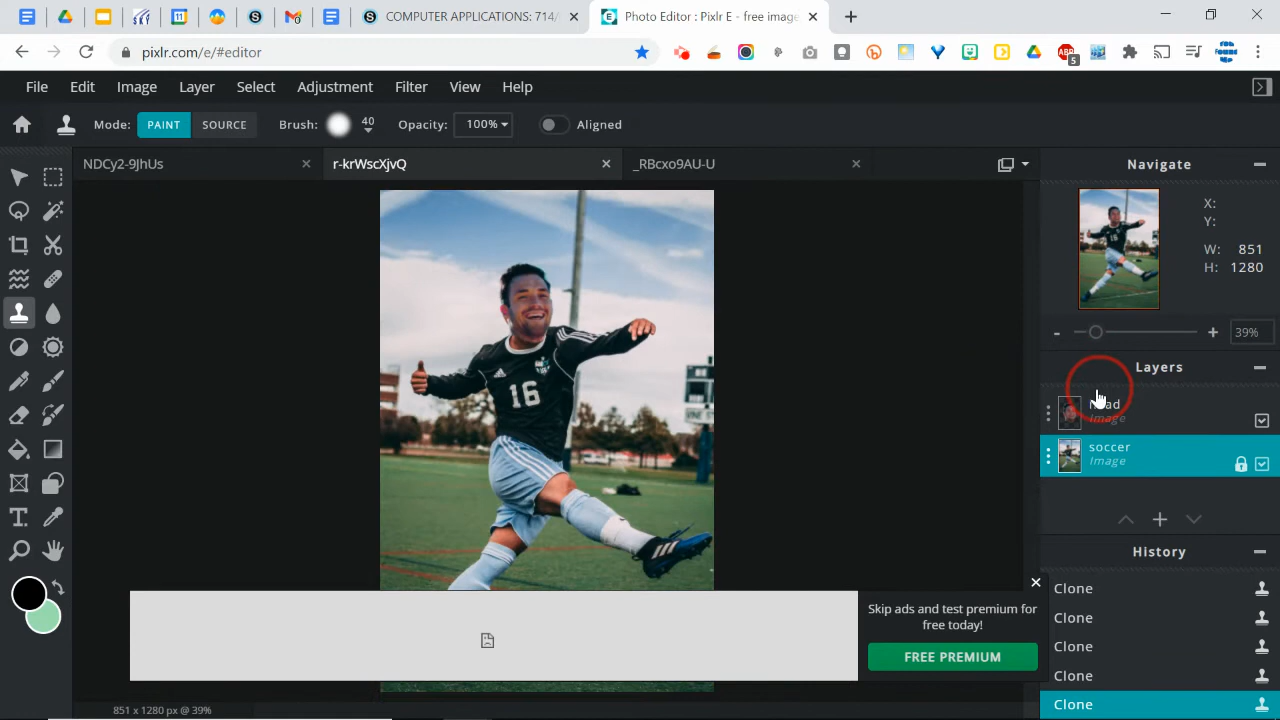 COMPUTER APPLICATIONS: 714/
Photo Editor : Pixlr E - free image
pixlr.com/e/#editor
5
File Edit Image Layer Select Adjustment Filter View Help
Mode: PAINT SOURCE Brush: 40 Opacity: 100% Aligned
NDCy2-9JhUs r-krWscXjvQ _RBcxo9AU-U
Navigate
X:
Y:
W: 851
H: 1280
39%
Layers
Image
soccer
Image
16
History
Clone
Clone
Clone
Clone
Clone
Skip ads and test premium for
free today!
FREE PREMIUM
851 x 1280 px @ 39%